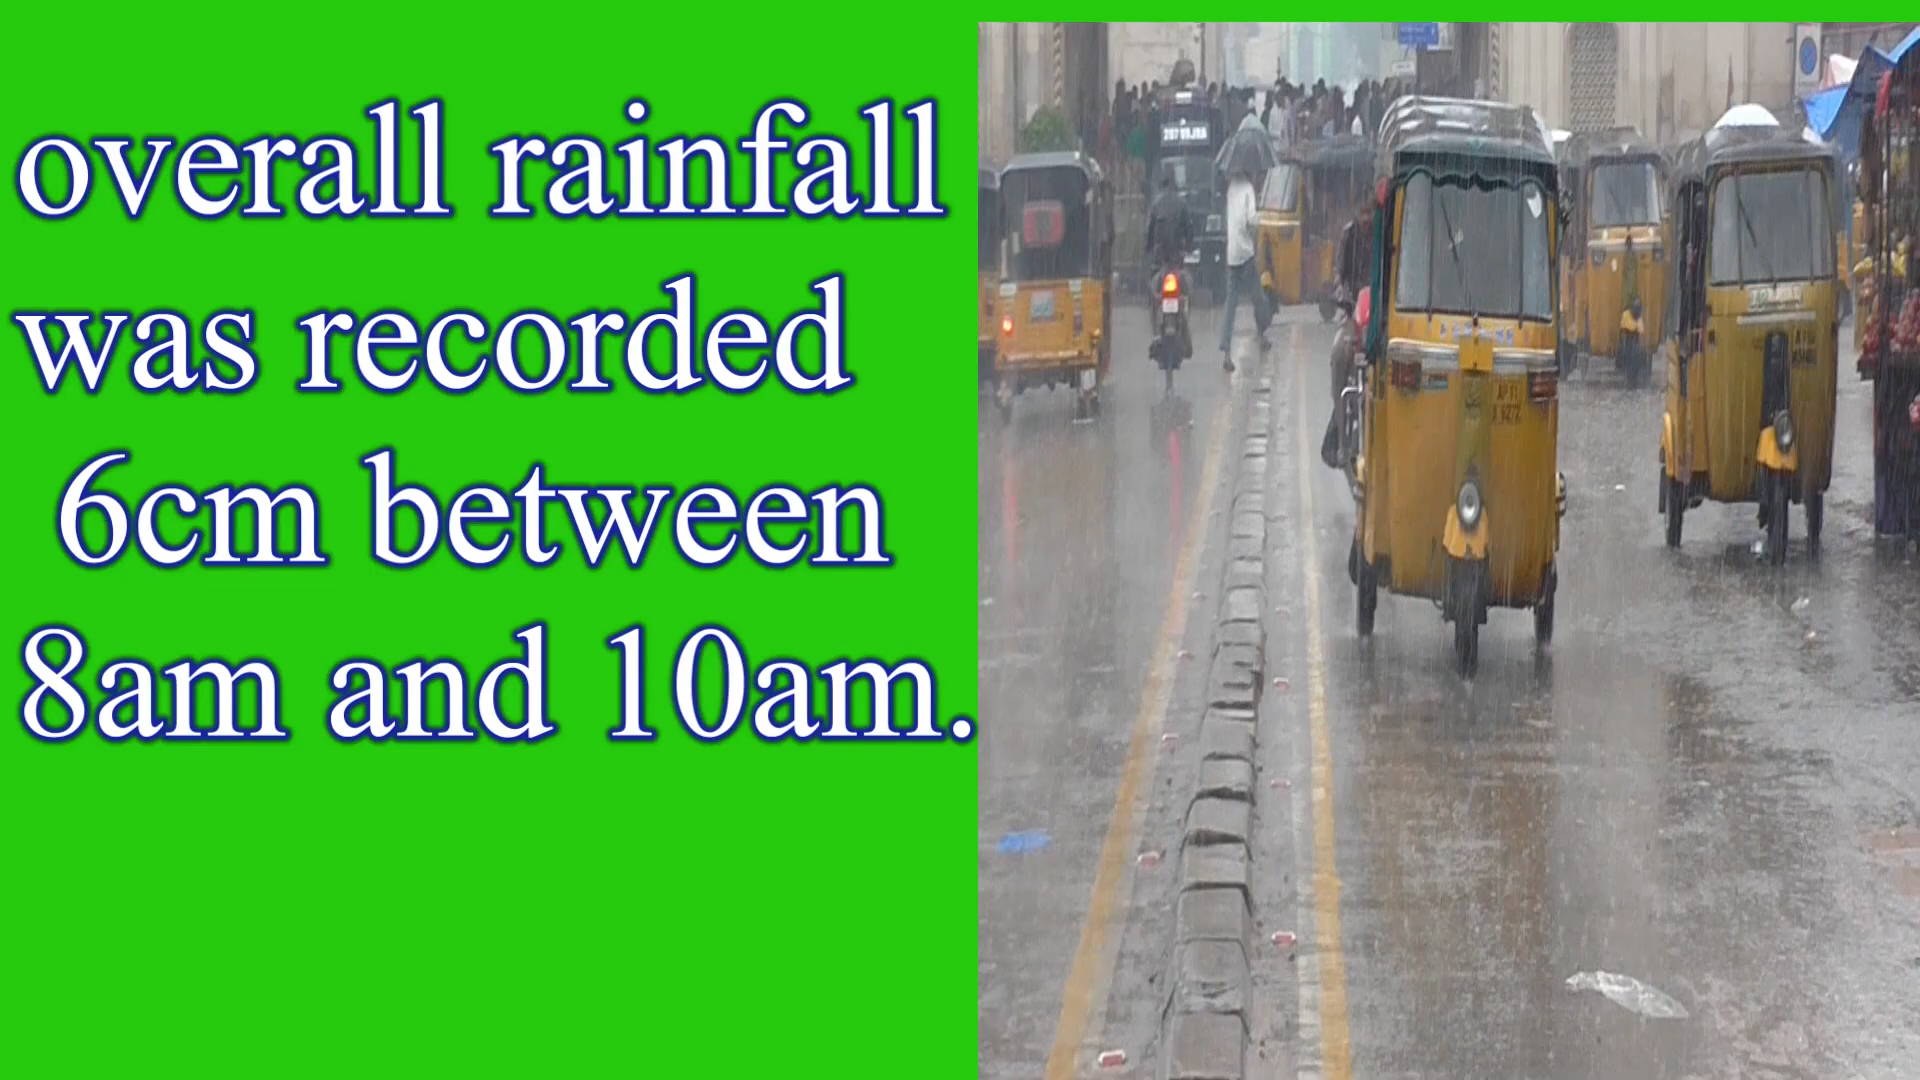 overall rainfall
was recorded
6cm between
8am and 10am.